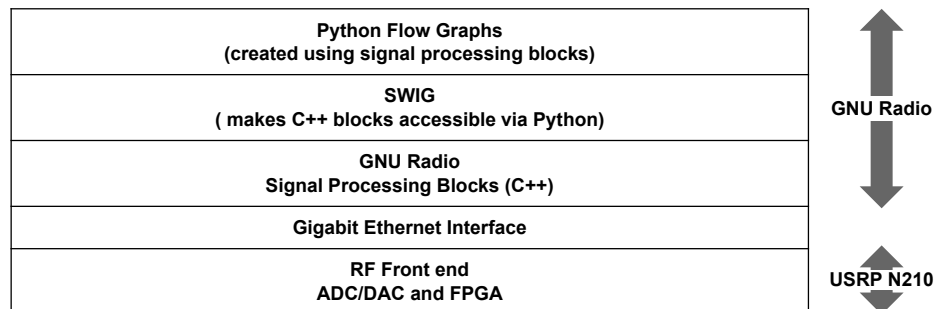 Python Flow Graphs
(created using signal processing blocks)
SWIG
( makes C++ blocks accessible via Python)
GNU Radio
GNU Radio
Signal Processing Blocks (C++)
Gigabit Ethernet Interface
RF Front end
ADC/DAC and FPGA
USRP N210